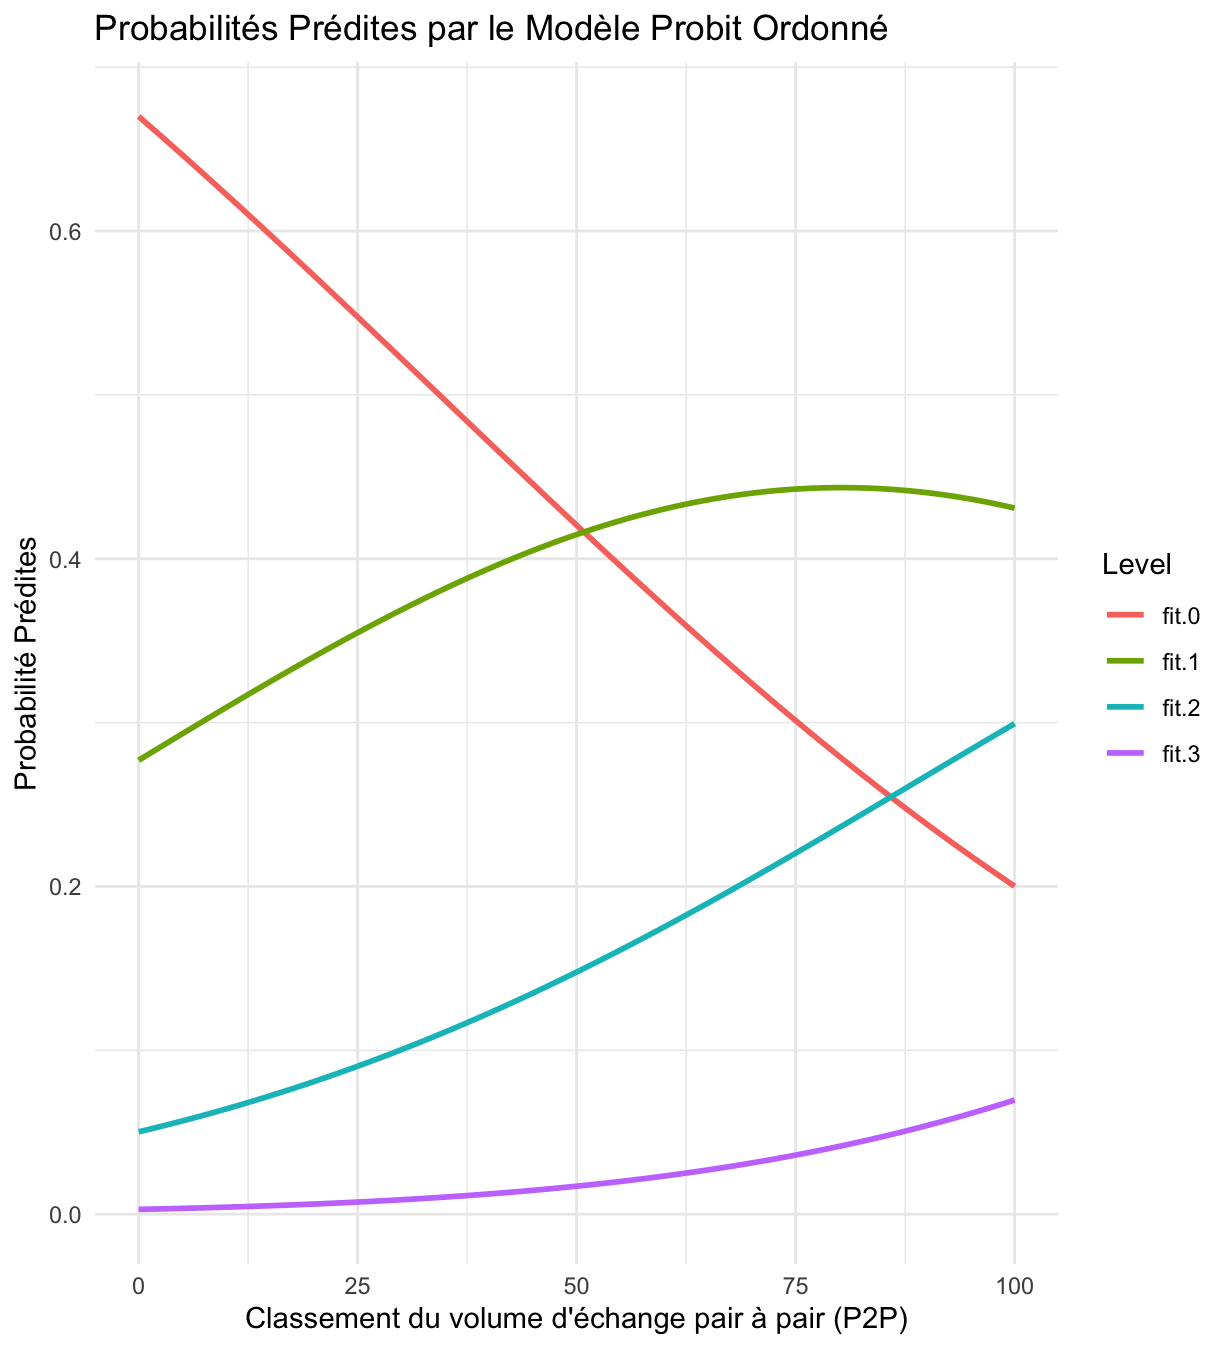 Probabilités Prédites par le Modèle Probit Ordonné
Probabilité Prédites
0.6
0.4
0.2
0.0
0 25 50 75 100
Classement du volume d'échange pair à pair (P2P)
Level
fit.0
fit.1
fit.2
fit.3